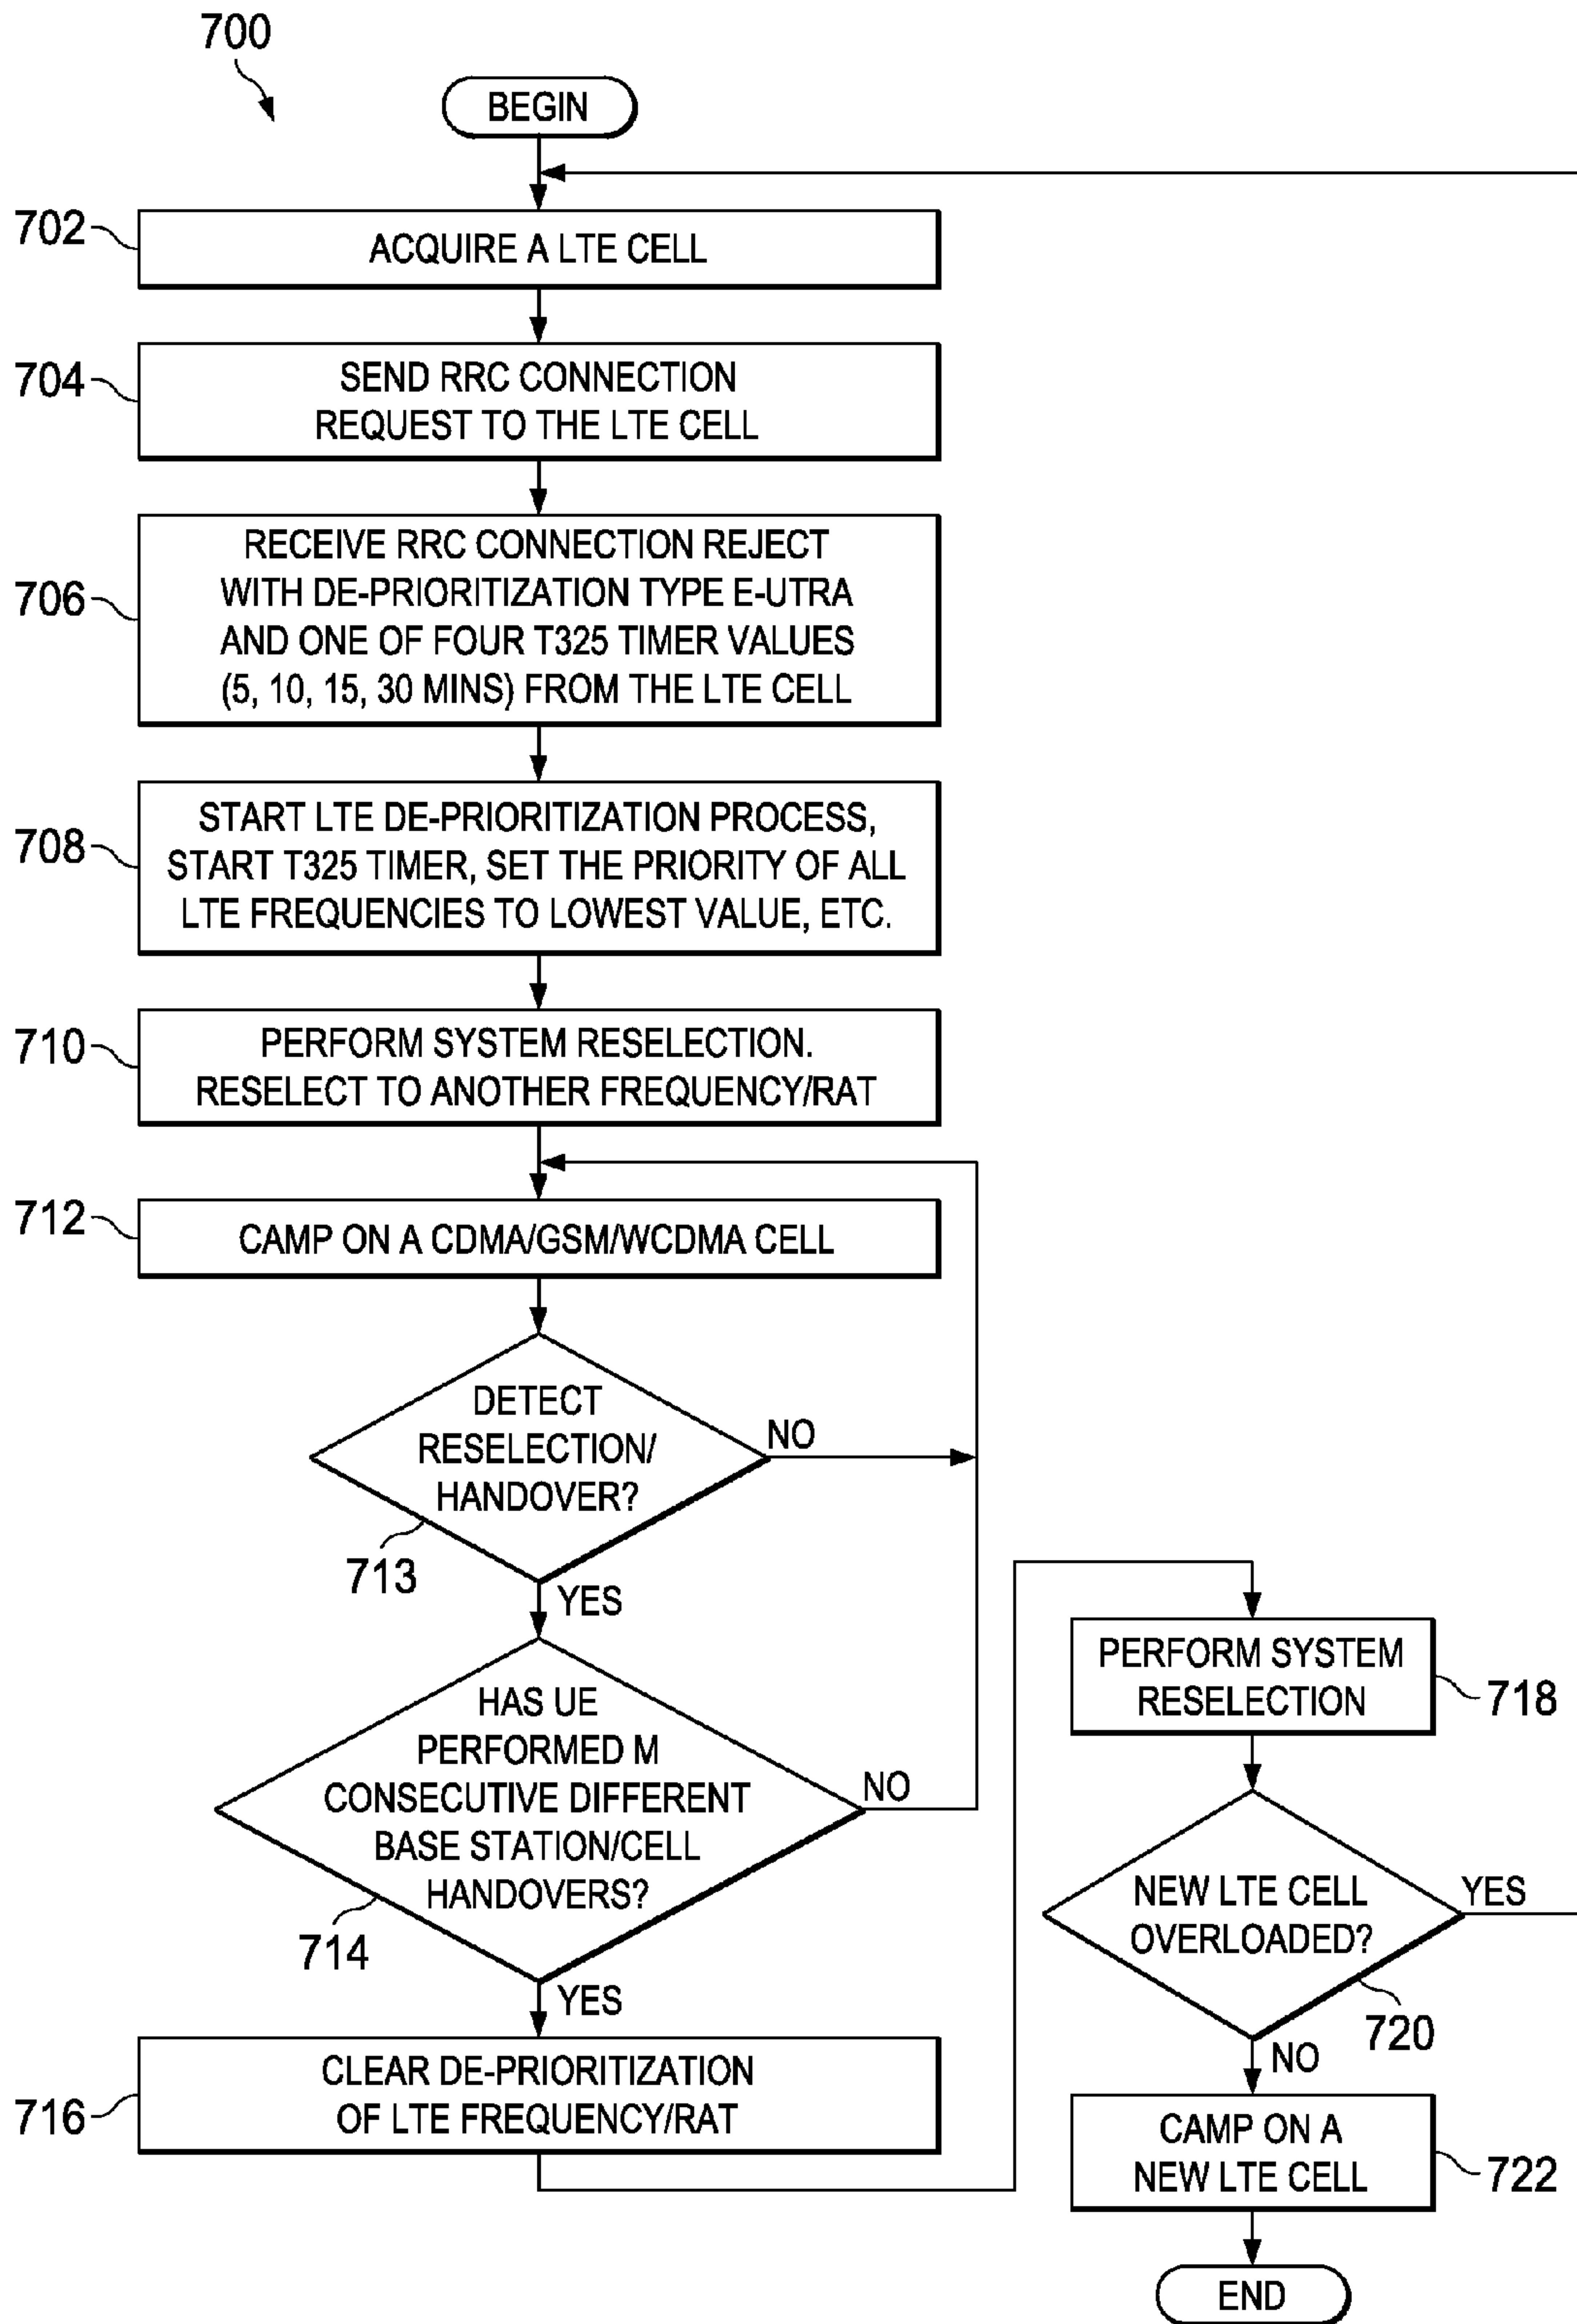 700
BEGIN
702
ACQUIRE A LTE CELL
704
SEND RRC CONNECTION
REQUEST TO THE LTE CELL
706
RECEIVE RRC CONNECTION REJECT
WITH DE-PRIORITIZATION TYPE E-UTRA
AND ONE OF FOUR T325 TIMER VALUES
(5, 10, 15, 30 MINS) FROM THE LTE CELL
708
START LTE DE-PRIORITIZATION PROCESS,
START T325 TIMER, SET THE PRIORITY OF ALL
LTE FREQUENCIES TO LOWEST VALUE, ETC.
710
PERFORM SYSTEM RESELECTION.
RESELECT TO ANOTHER FREQUENCY/RAT
712
CAMP ON A CDMA/GSM/WCDMA CELL
DETECT
RESELECTION/
HANDOVER?
NO
713
YES
HAS UE
PERFORMED M
CONSECUTIVE DIFFERENT
BASE STATION/CELL
HANDOVERS?
NO
714
YES
716
CLEAR DE-PRIORITIZATION
OF LTE FREQUENCY/RAT
PERFORM SYSTEM
RESELECTION
718
NEW LTE CELL
OVERLOADED?
YES
720
NO
CAMP ON A
NEW LTE CELL
722
END